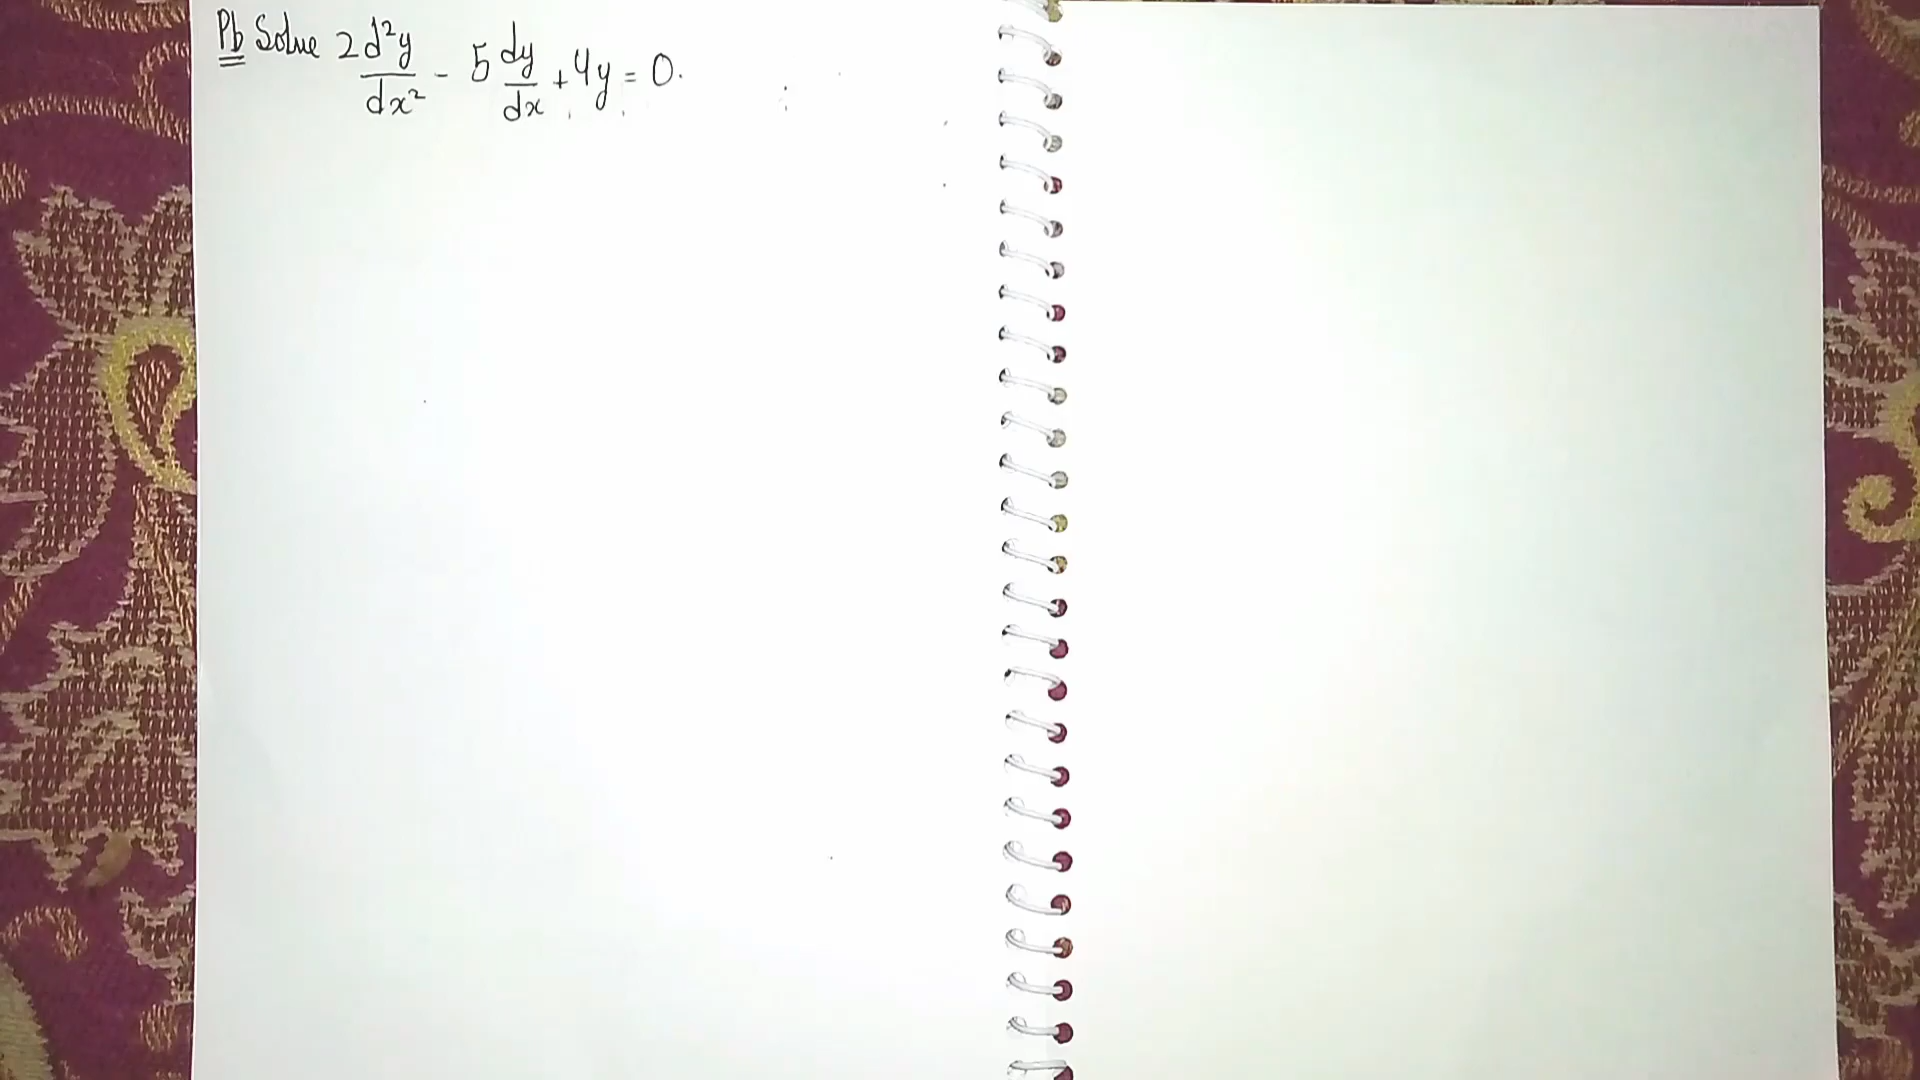 Pb Solve 2 d²y/dx² - 5 dy/dx + 4y = 0.